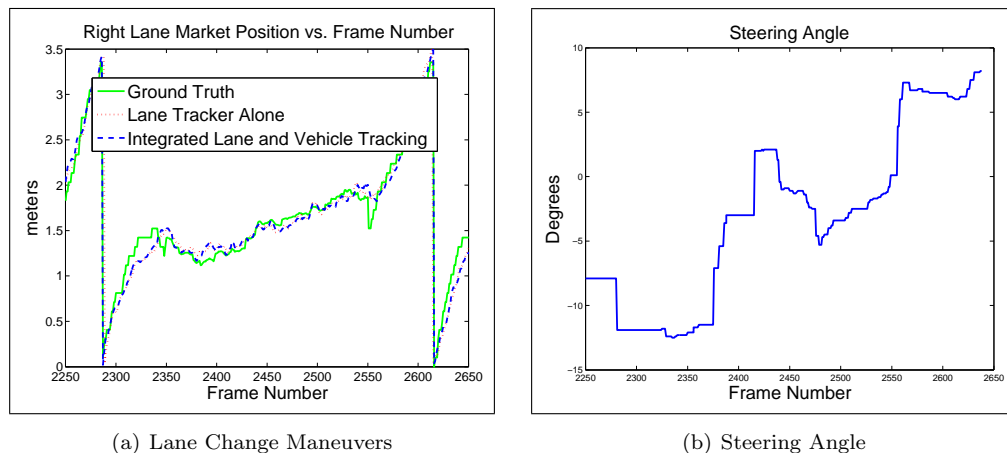 Right Lane Market Position vs. Frame Number
3.5
3
2.5
2
1.5
1
0.5
0
meters
Ground Truth
Lane Tracker Alone
Integrated Lane and Vehicle Tracking
2250 2300 2350 2400 2450 2500 2550 2600 2650
Frame Number
(a) Lane Change Maneuvers
Steering Angle
10
5
0
−5
−10
−15
Degrees
2250 2300 2350 2400 2450 2500 2550 2600 2650
Frame Number
(b) Steering Angle